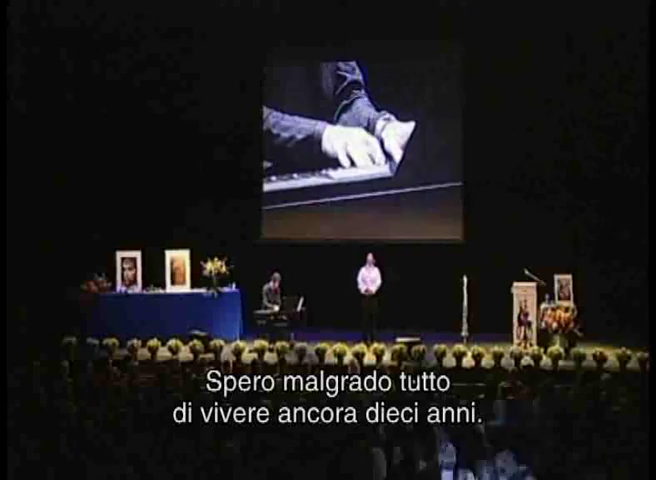 Spero malgrado tutto
di vivere ancora dieci anni.